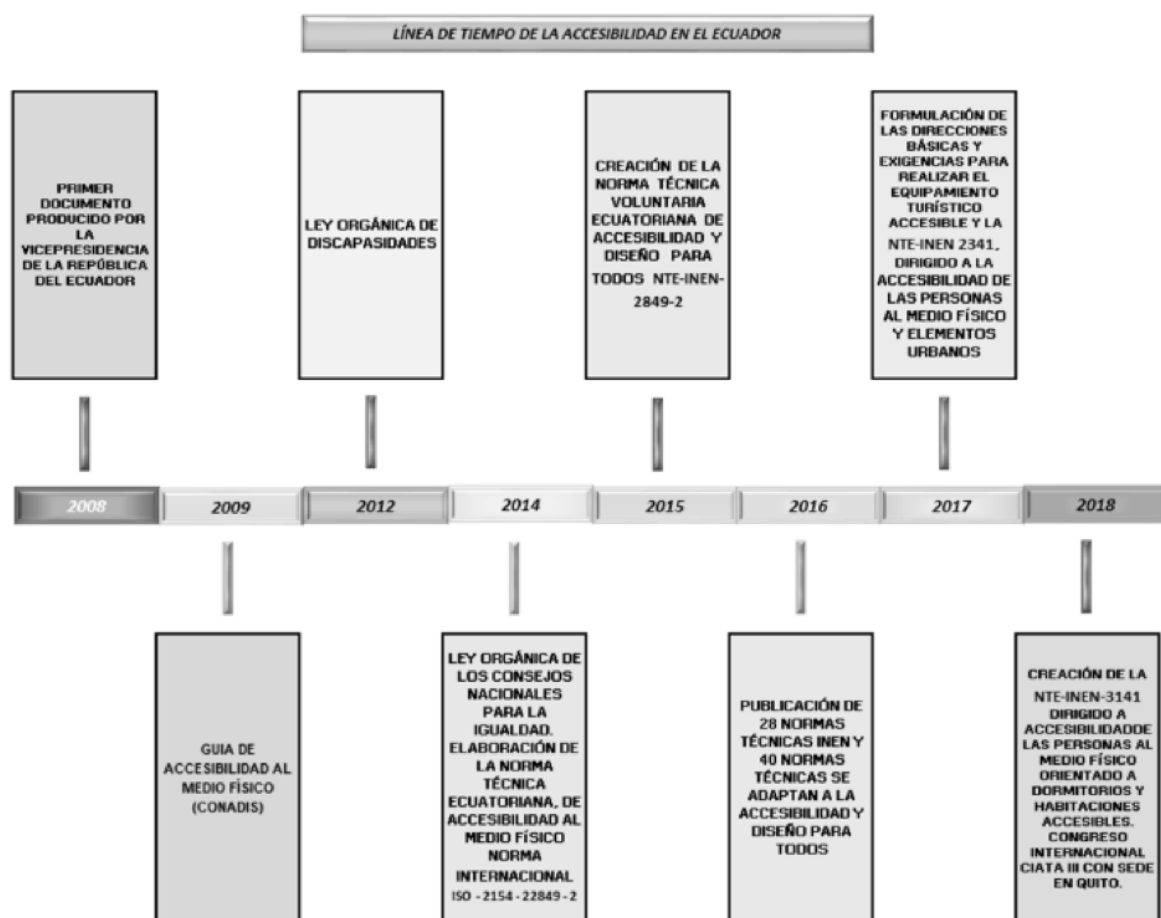 LÍNEA DE TIEMPO DE LA ACCESIBILIDAD EN EL ECUADOR
PRIMER
DOCUMENTO
PRODUCIDO POR
LA
VICEPRESIDENCIA
DE LA REPÚBLICA
DEL ECUADOR
LEY ORGÁNICA DE
DISCAPASIDADES
CREACIÓN DE LA
NORMA TÉCNICA
VOLUNTARIA
ECUATORIANA DE
ACCESIBILIDAD Y
DISEÑO PARA
TODOS NTE-INEN-
2849-2
FORMULACIÓN DE
LAS DIRECCIONES
BÁSICAS Y
EXIGENCIAS PARA
REALIZAR EL
EQUIPAMIENTO
TURÍSTICO
ACCESIBLE Y LA
NTE-INEN 2341,
DIRIGIDO A LA
ACCESIBILIDAD DE
LAS PERSONAS
AL MEDIO FÍSICO
Y ELEMENTOS
URBANOS
2008
2009
2012
2014
2015
2016
2017
2018
GUIA DE
ACCESIBILIDAD AL
MEDIO FÍSICO
(CONADIS)
LEY ORGÁNICA DE
LOS CONSEJOS
NACIONALES
PARA LA
IGUALDAD.
ELABORACIÓN DE
LA NORMA
TÉCNICA
ECUATORIANA, DE
ACCESIBILIDAD AL
MEDIO FÍSICO
NORMA
INTERNACIONAL
ISO - 2154 - 22849 - 2
PUBLICACIÓN DE
28 NORMAS
TÉCNICAS INEN Y
40 NORMAS
TÉCNICAS SE
ADAPTAN A LA
ACCESIBILIDAD Y
DISEÑO PARA
TODOS
CREACIÓN DE LA
NTE-INEN-3141
DIRIGIDO A
ACCESIBILIDADDE
LAS PERSONAS AL
MEDIO FÍSICO
ORIENTADO A
DORMITORIOS Y
HABITACIONES
ACCESIBLES.
CONGRESO
INTERNACIONAL
CIATA III CON SEDE
EN QUITO.